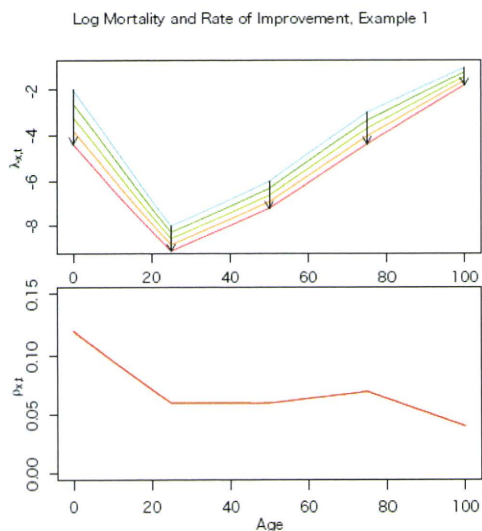 Log Mortality and Rate of Improvement, Example 1
λx,t
-2
-4
-6
-8
0 20 40 60 80 100
ρx,t
0.15
0.10
0.05
0.00
0 20 40 60 80 100
Age